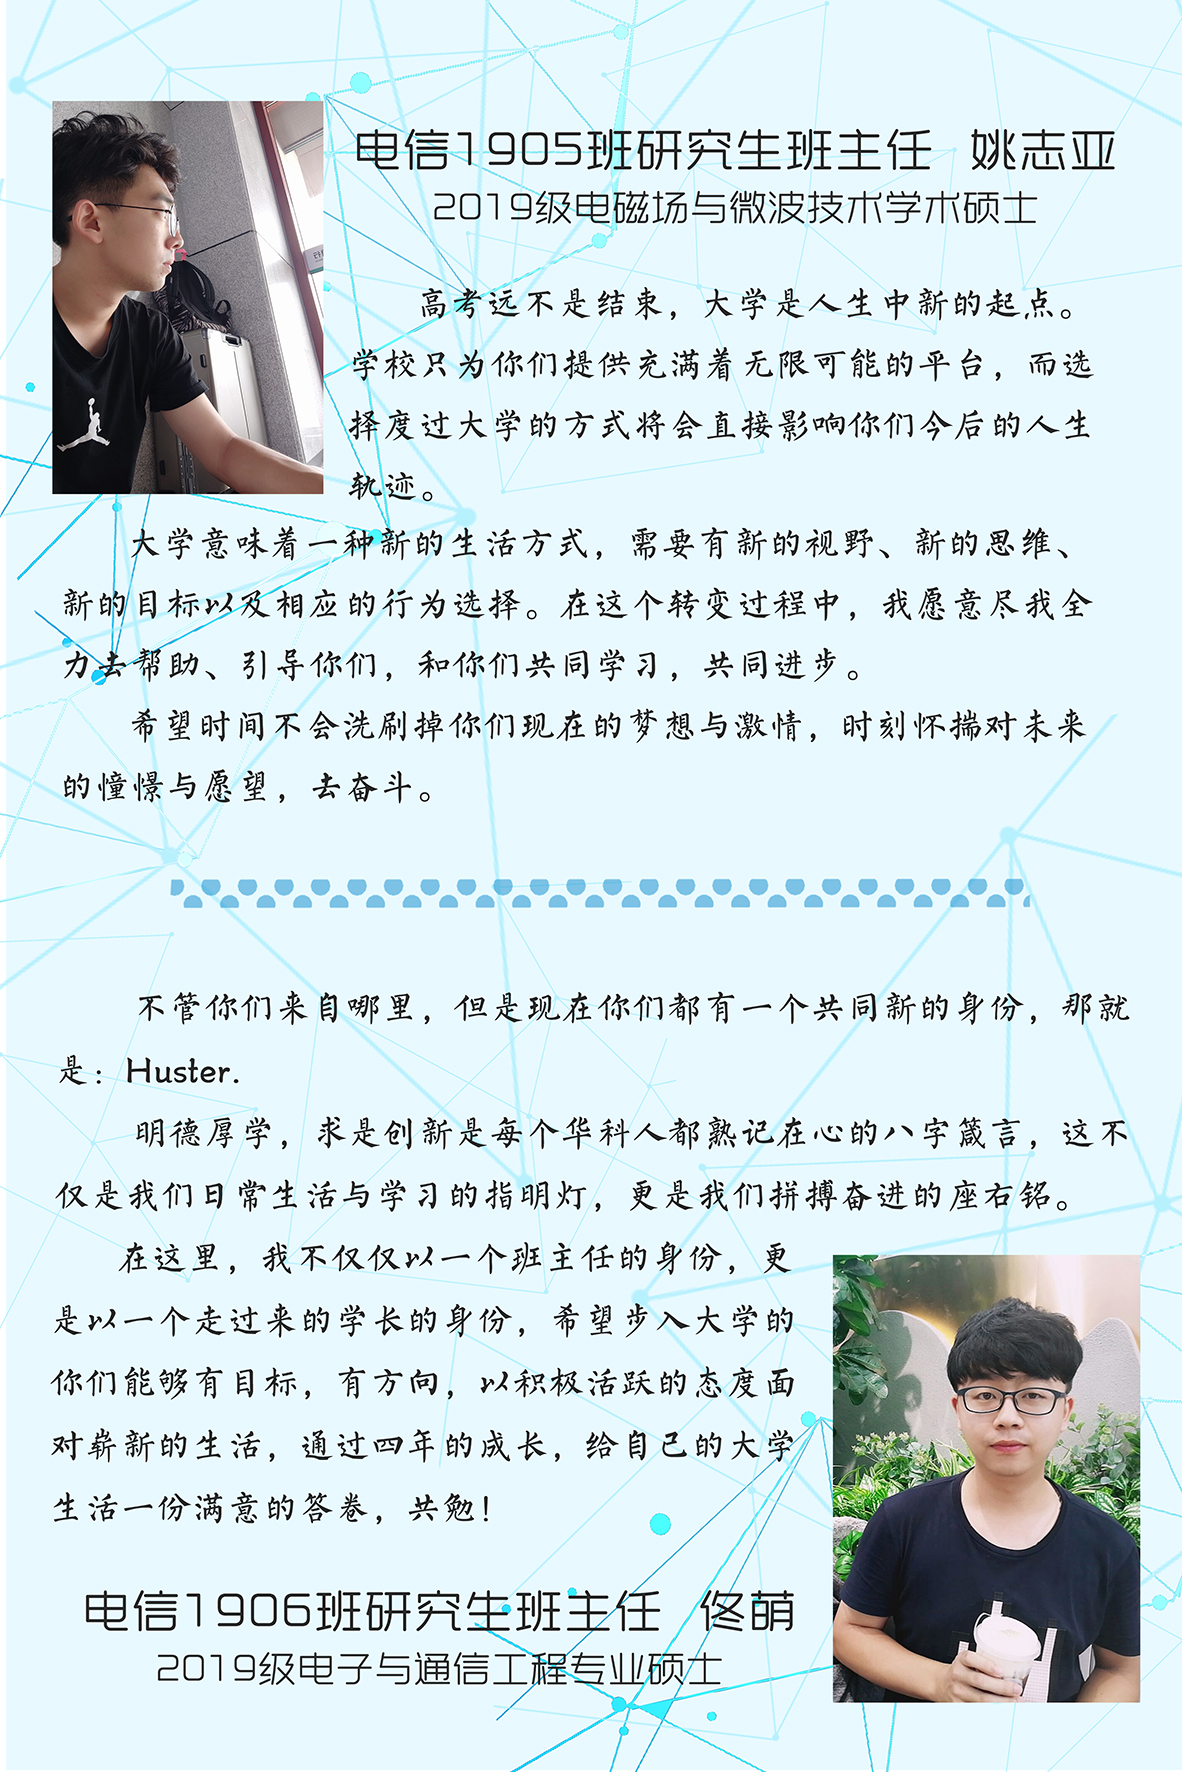 电信1905班研究生班主任 姚志亚
2019级电磁场与微波技术学术硕士
高考远不是结束，大学是人生中新的起点。
学校只为你们提供充满着无限可能的平台，而选
择度过大学的方式将会直接影响你们今后的人生
轨迹。
大学意味着一种新的生活方式，需要有新的视野、新的思维、
新的目标以及相应的行为选择。在这个转变过程中，我愿意尽我全
力去帮助、引导你们，和你们共同学习，共同进步。
希望时间不会洗刷掉你们现在的梦想与激情，时刻怀揣对未来
的憧憬与愿望，去奋斗。
不管你们来自哪里，但是现在你们都有一个共同新的身份，那就
是：Huster.
明德厚学，求是创新是每个华科人都熟记在心的八字箴言，这不
仅是我们日常生活与学习的指明灯，更是我们拼搏奋进的座右铭。
在这里，我不仅仅以一个班主任的身份，更
是以一个走过来的学长的身份，希望步入大学的
你们能够有目标，有方向，以积极活跃的态度面
对崭新的生活，通过四年的成长，给自己的大学
生活一份满意的答卷，共勉！
电信1906班研究生班主任 佟萌
2019级电子与通信工程专业硕士